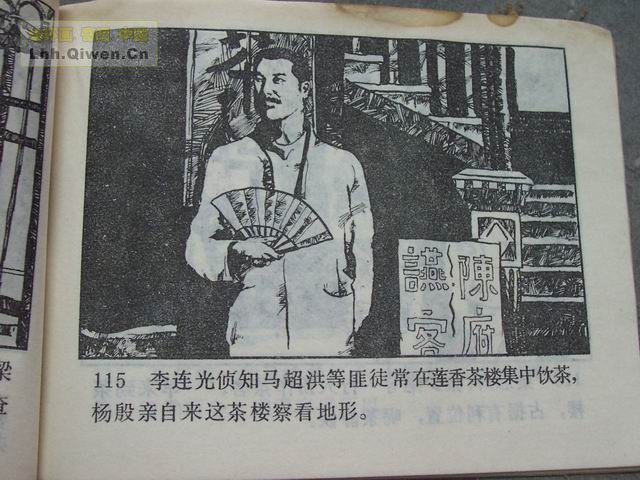 Lnh.Qiwen.Cn
陳府
讌客
115 李连光侦知马超洪等匪徒常在莲香茶楼集中饮茶，
杨殷亲自来这茶楼察看地形。
梁